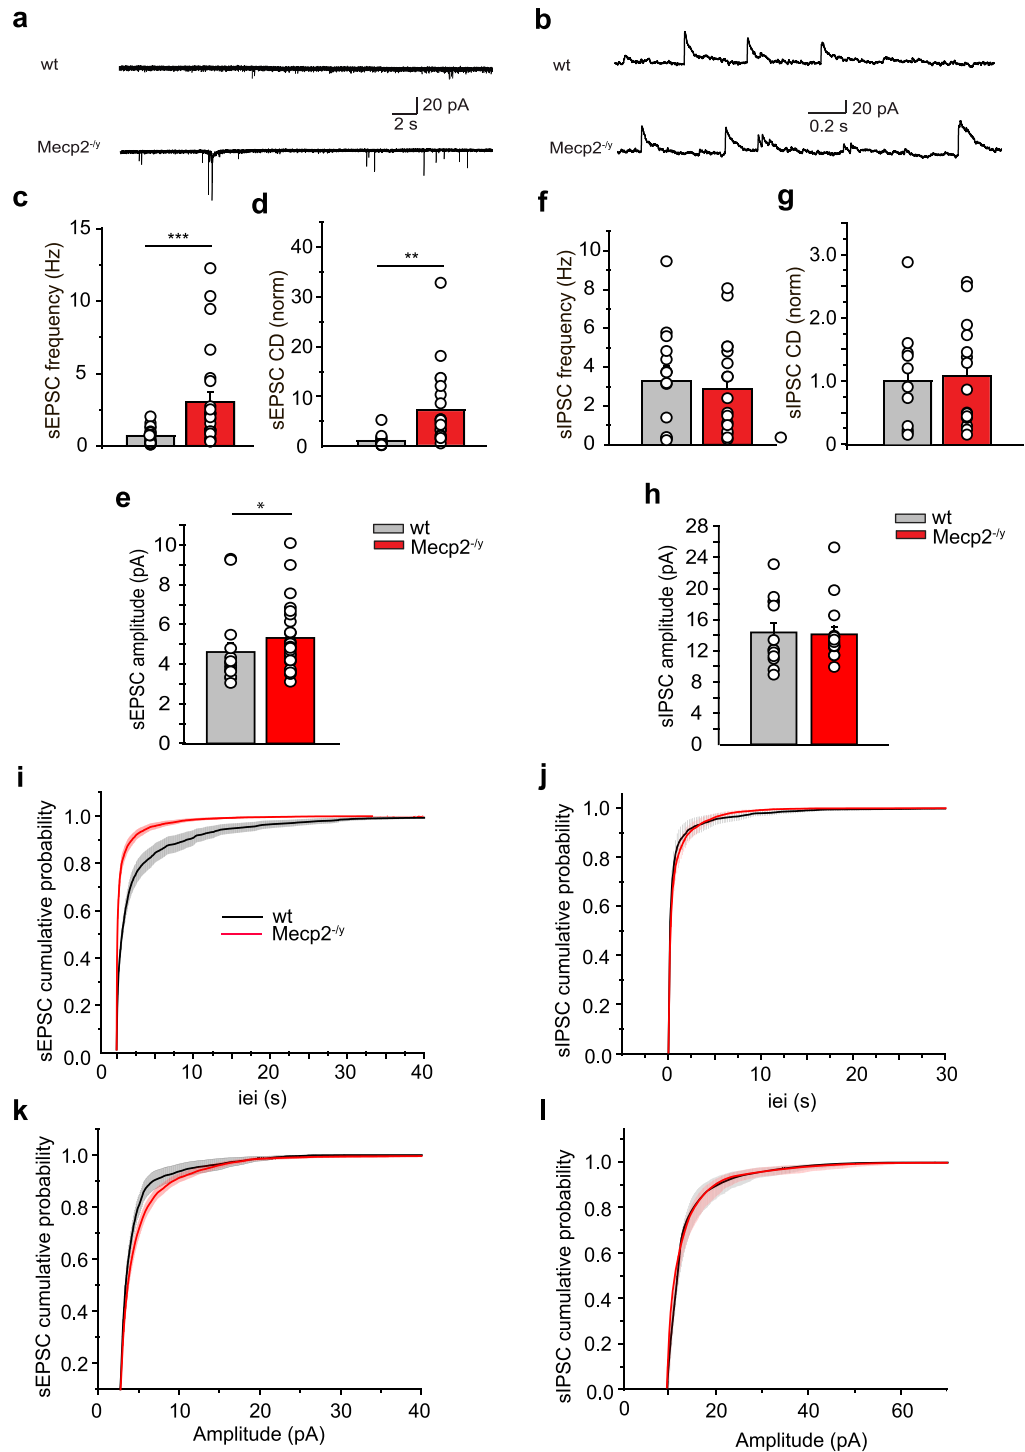 a
b
wt
wt
20 pA
2 s
20 pA
0.2 s
Mecp2-/y
Mecp2-/y
c
d
f
g
sEPSC frequency (Hz)
15
10
5
0
***
sEPSC CD (norm)
40
30
20
10
0
**
sIPSC frequency (Hz)
10
8
6
4
2
0
sIPSC CD (norm)
3.0
2.0
1.0
0
e
h
sEPSC amplitude (pA)
10
8
6
4
2
0
*
wt
Mecp2-/y
sIPSC amplitude (pA)
28
24
20
16
12
8
4
0
wt
Mecp2-/y
i
j
sEPSC cumulative probability
1.0
0.8
0.6
0.4
0.2
0.0
wt
Mecp2-/y
0 10 20 30 40
iei (s)
sIPSC cumulative probability
1.0
0.8
0.6
0.4
0.2
0.0
0 10 20 30
iei (s)
k
l
sEPSC cumulative probability
1.0
0.8
0.6
0.4
0.2
0 10 20 30 40
Amplitude (pA)
sIPSC cumulative probability
1.0
0.8
0.6
0.4
0.2
0.0
0 20 40 60
Amplitude (pA)